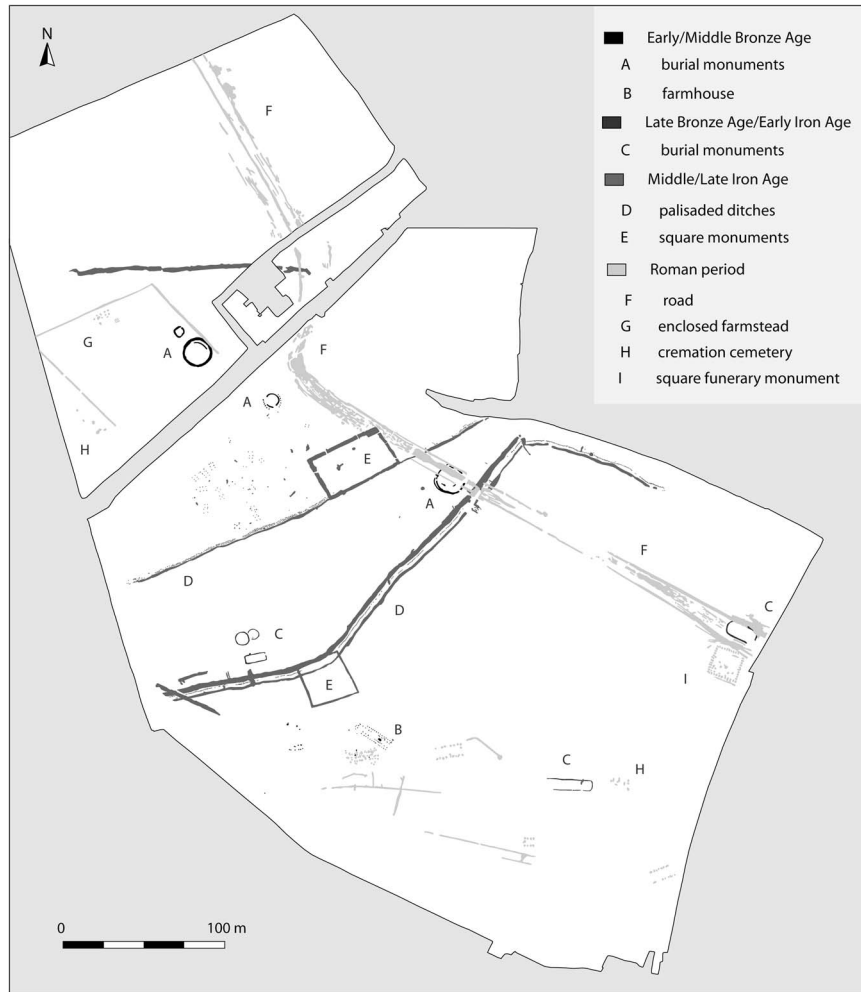 N
Early/Middle Bronze Age
A burial monuments
B farmhouse
Late Bronze Age/Early Iron Age
C burial monuments
Middle/Late Iron Age
D palisaded ditches
E square monuments
Roman period
F road
G enclosed farmstead
H cremation cemetery
I square funerary monument
F
G
A
F
A
H
E
A
D
F
C
D
C
E
I
B
C
H
0 100 m